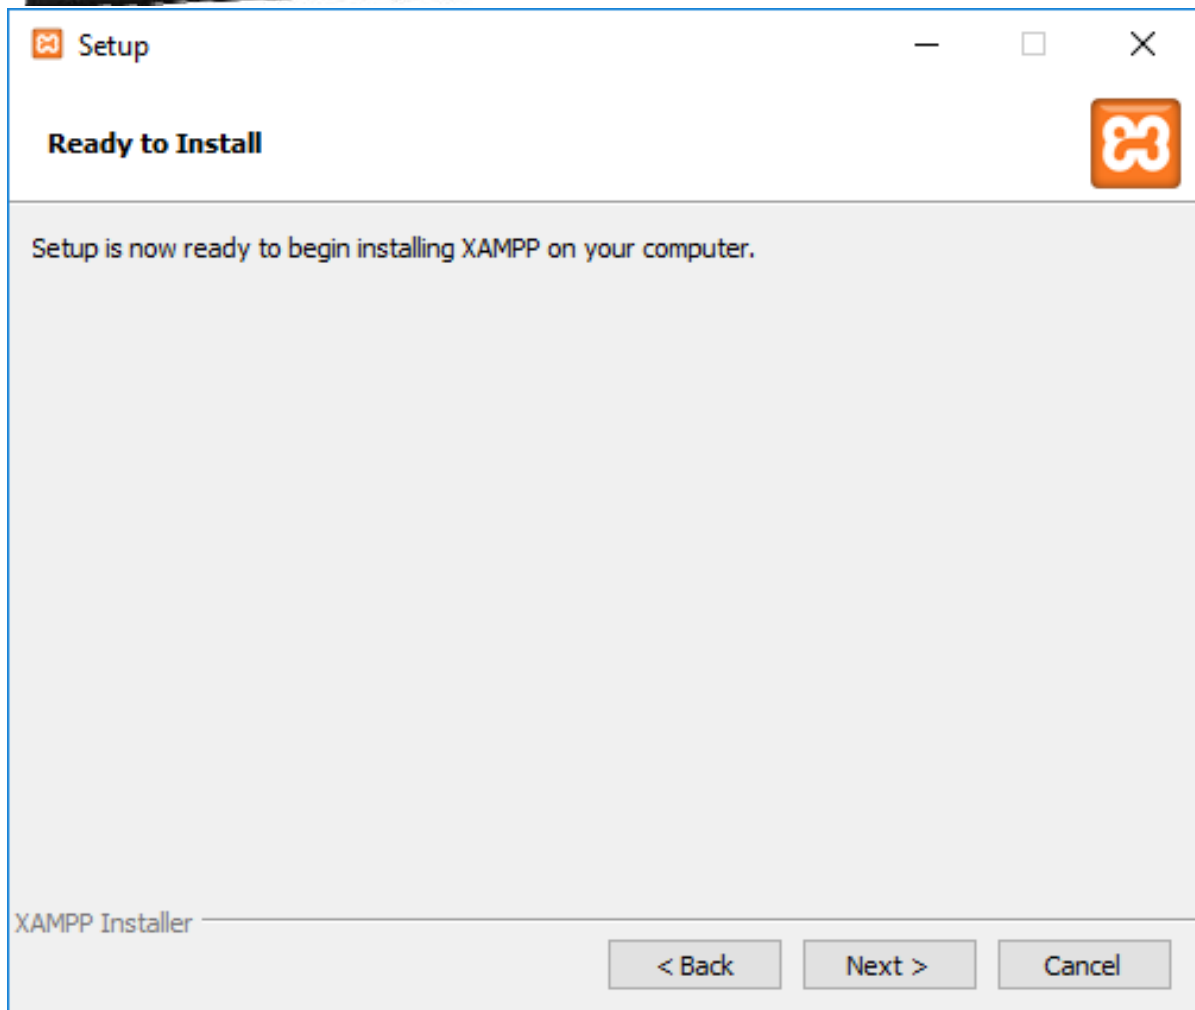 Setup
Ready to Install
Setup is now ready to begin installing XAMPP on your computer.
XAMPP Installer
< Back Next > Cancel